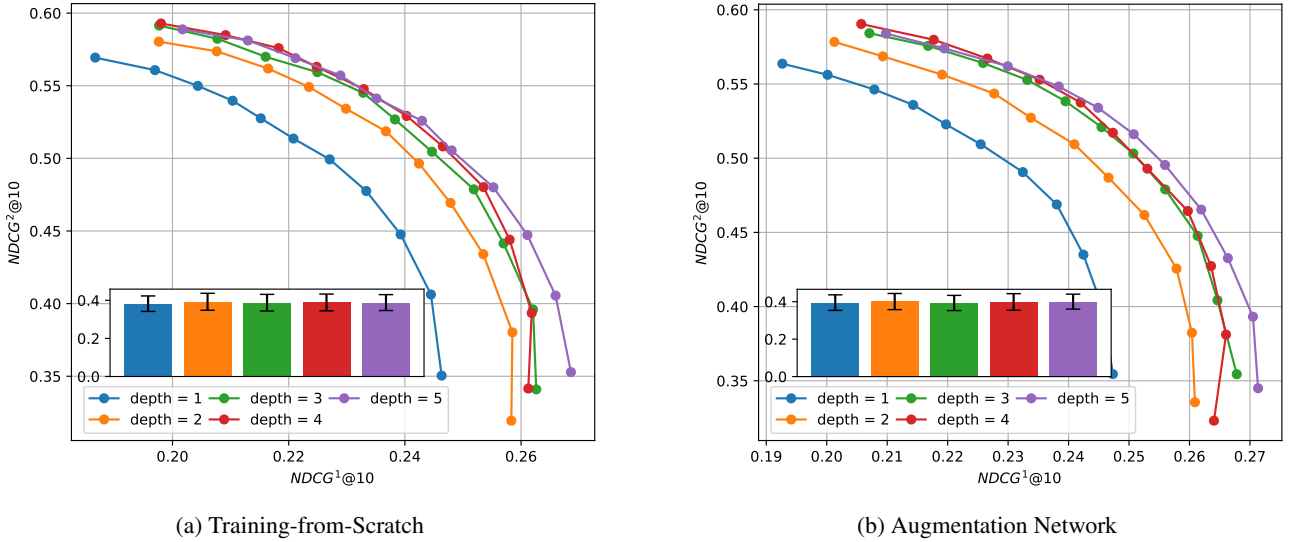 0.60
0.55
0.50
0.45
0.40
0.35
NDCG²@10
0.4
0.2
0.0
depth = 1
depth = 3
depth = 5
depth = 2
depth = 4
0.20
0.22
0.24
0.26
NDCG¹@10
(a) Training-from-Scratch
0.60
0.55
0.50
0.45
0.40
0.35
NDCG²@10
0.4
0.2
0.0
depth = 1
depth = 3
depth = 5
depth = 2
depth = 4
0.19
0.20
0.21
0.22
0.23
0.24
0.25
0.26
0.27
NDCG¹@10
(b) Augmentation Network